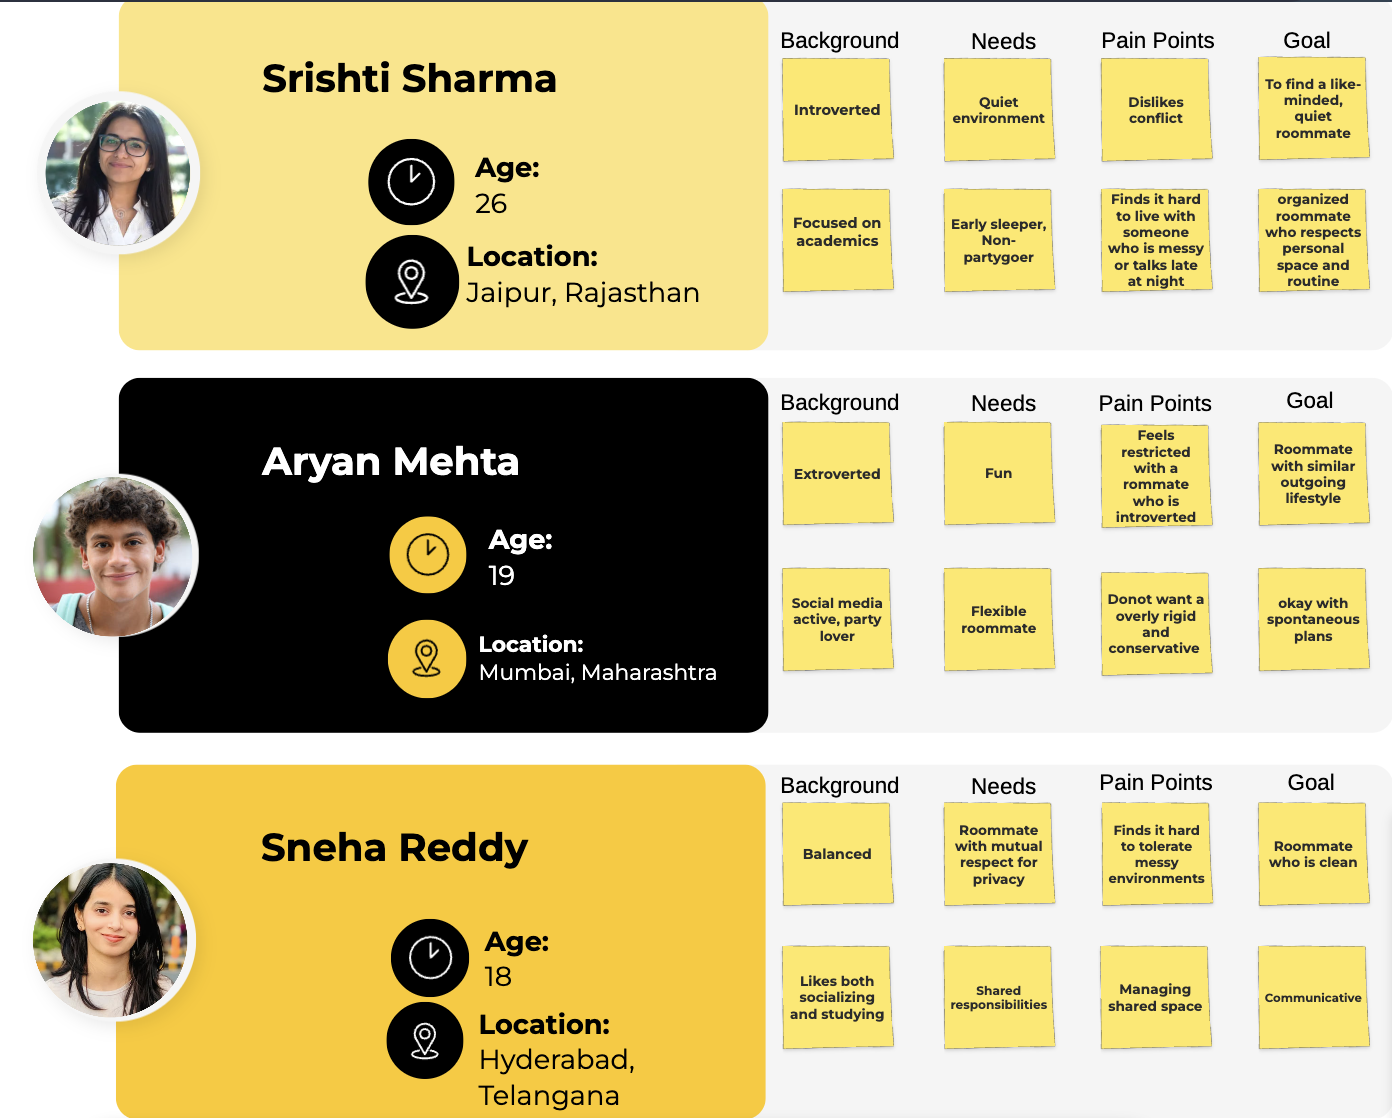 Srishti Sharma
Age:
26
Location:
Jaipur, Rajasthan
Background
Needs
Pain Points
Goal
Introverted
Quiet
environment
Dislikes
conflict
To find a like-
minded,
quiet
roommate
Focused on
academics
Early sleeper,
Non-
partygoer
Finds it hard
to live with
someone
who is messy
or talks late
at night
organized
roommate
who respects
personal
space and
routine
Aryan Mehta
Age:
19
Location:
Mumbai, Maharashtra
Background
Needs
Pain Points
Goal
Extroverted
Fun
Feels
restricted
with a
rommate
who is
introverted
Roommate
with similar
outgoing
lifestyle
Social media
active, party
lover
Flexible
roommate
Donot want a
overly rigid
and
conservative
okay with
spontaneous
plans
Sneha Reddy
Age:
18
Location:
Hyderabad,
Telangana
Background
Needs
Pain Points
Goal
Balanced
Roommate
with mutual
respect for
privacy
Finds it hard
to tolerate
messy
environments
Roommate
who is clean
Likes both
socializing
and studying
Shared
responsibilities
Managing
shared space
Communicative